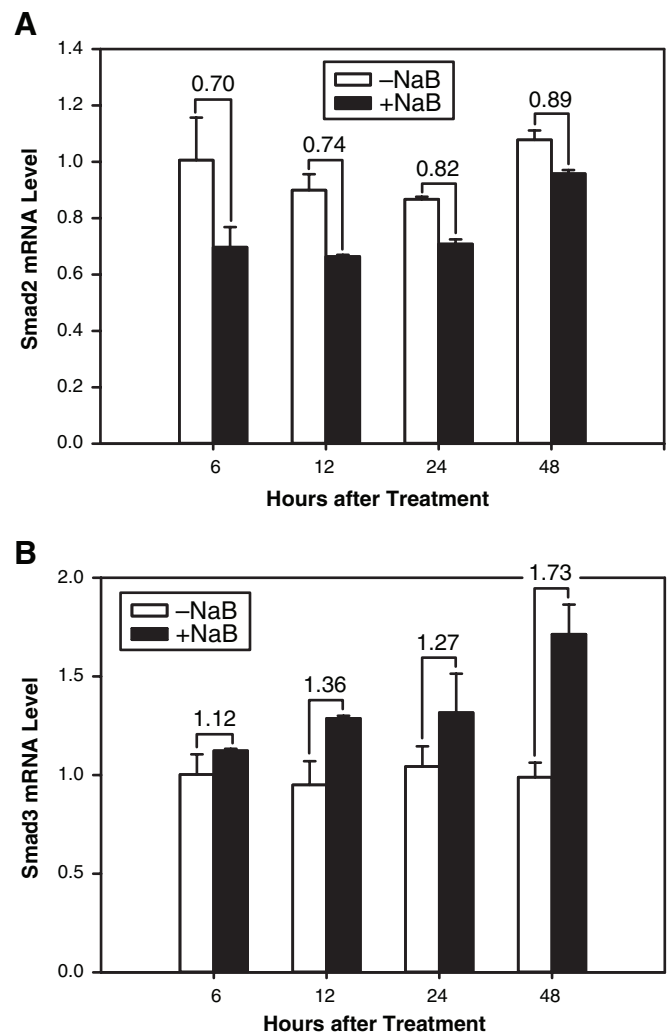 A
1.4
1.2
1.0
0.8
0.6
0.4
0.2
0.0
Smad2 mRNA Level
–NaB
+NaB
0.70
0.74
0.82
0.89
6 12 24 48
Hours after Treatment
B
2.0
1.5
1.0
0.5
0.0
Smad3 mRNA Level
–NaB
+NaB
1.12
1.36
1.27
1.73
6 12 24 48
Hours after Treatment